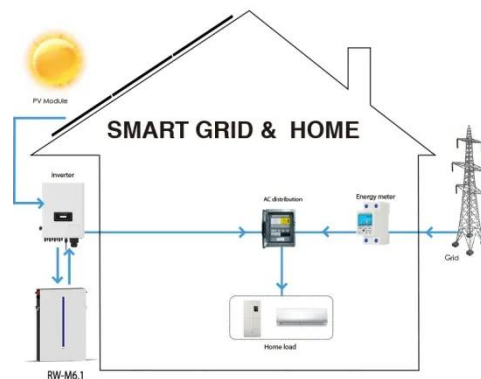 PV Module
SMART GRID & HOME
inverter
AC distribution
Energy meter
Grid
Home load
RW-M6.1